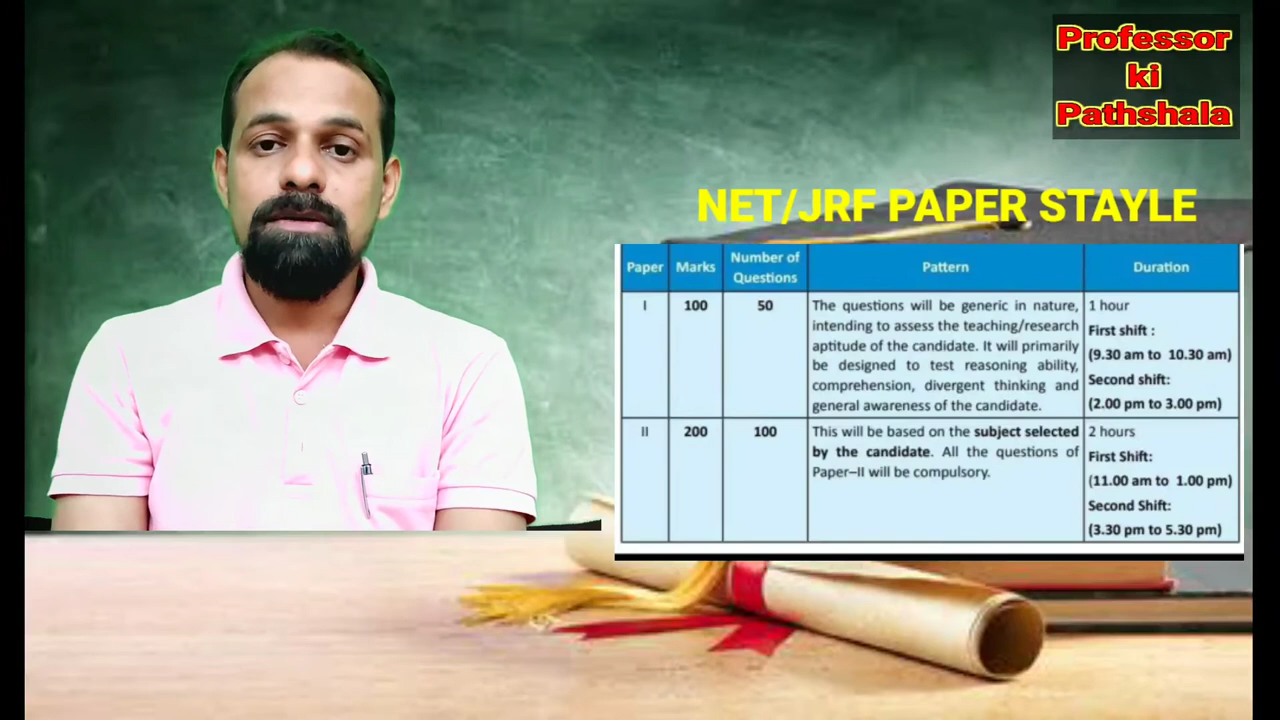 Professor
ki
Pathshala
NET/JRF PAPER STAYLE
Paper Marks Number of Questions Pattern Duration
I 100 50
The questions will be generic in nature,
intending to assess the teaching/research
aptitude of the candidate. It will primarily
be designed to test reasoning ability,
comprehension, divergent thinking and
general awareness of the candidate.
1 hour
First shift :
(9.30 am to 10.30 am)
Second shift:
(2.00 pm to 3.00 pm)
II 200 100
This will be based on the subject selected
by the candidate. All the questions of
Paper–II will be compulsory.
2 hours
First Shift:
(11.00 am to 1.00 pm)
Second Shift:
(3.30 pm to 5.30 pm)